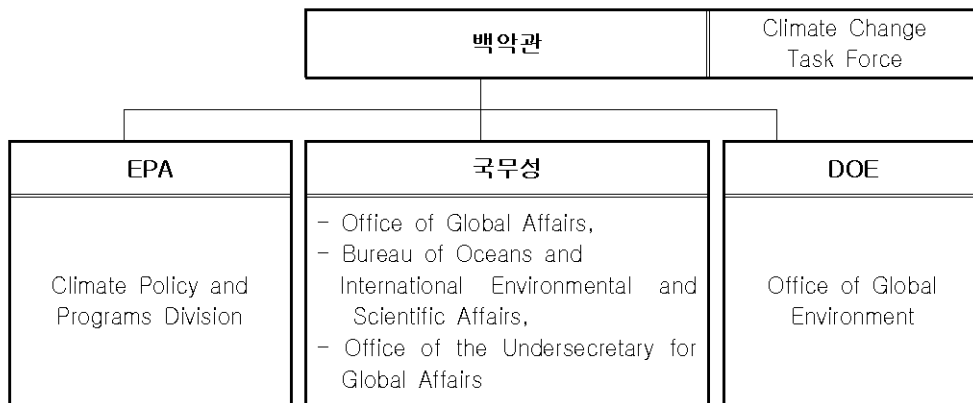 백악관
Climate Change
Task Force
EPA
국무성
DOE
Climate Policy and
Programs Division
- Office of Global Affairs,
- Bureau of Oceans and
International Environmental and
Scientific Affairs,
- Office of the Undersecretary for
Global Affairs
Office of Global
Environment